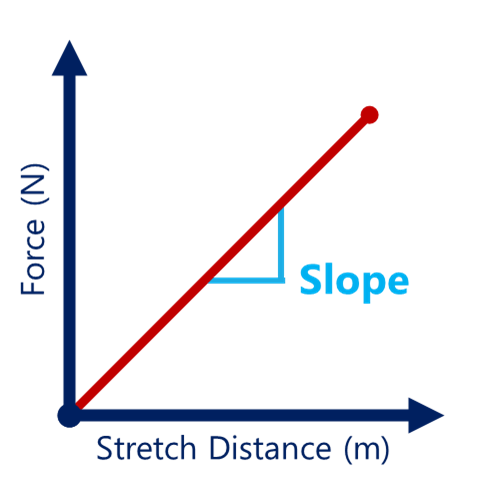 Force (N)
Slope
Stretch Distance (m)